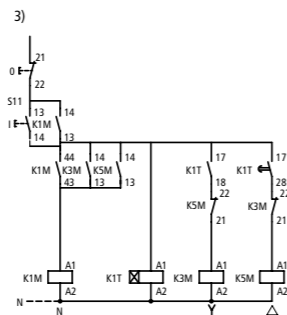 3)
21
0
22
S11
13 14
I K1M
14 13
44 14 14 17 17
K1M K3M K5M K1T K1T
43 13 13 18 28
22 22
K5M K3M
21 21
A1 A1 A1 A1
K1M K1T K3M K5M
A2 A2 A2 A2
N N Y